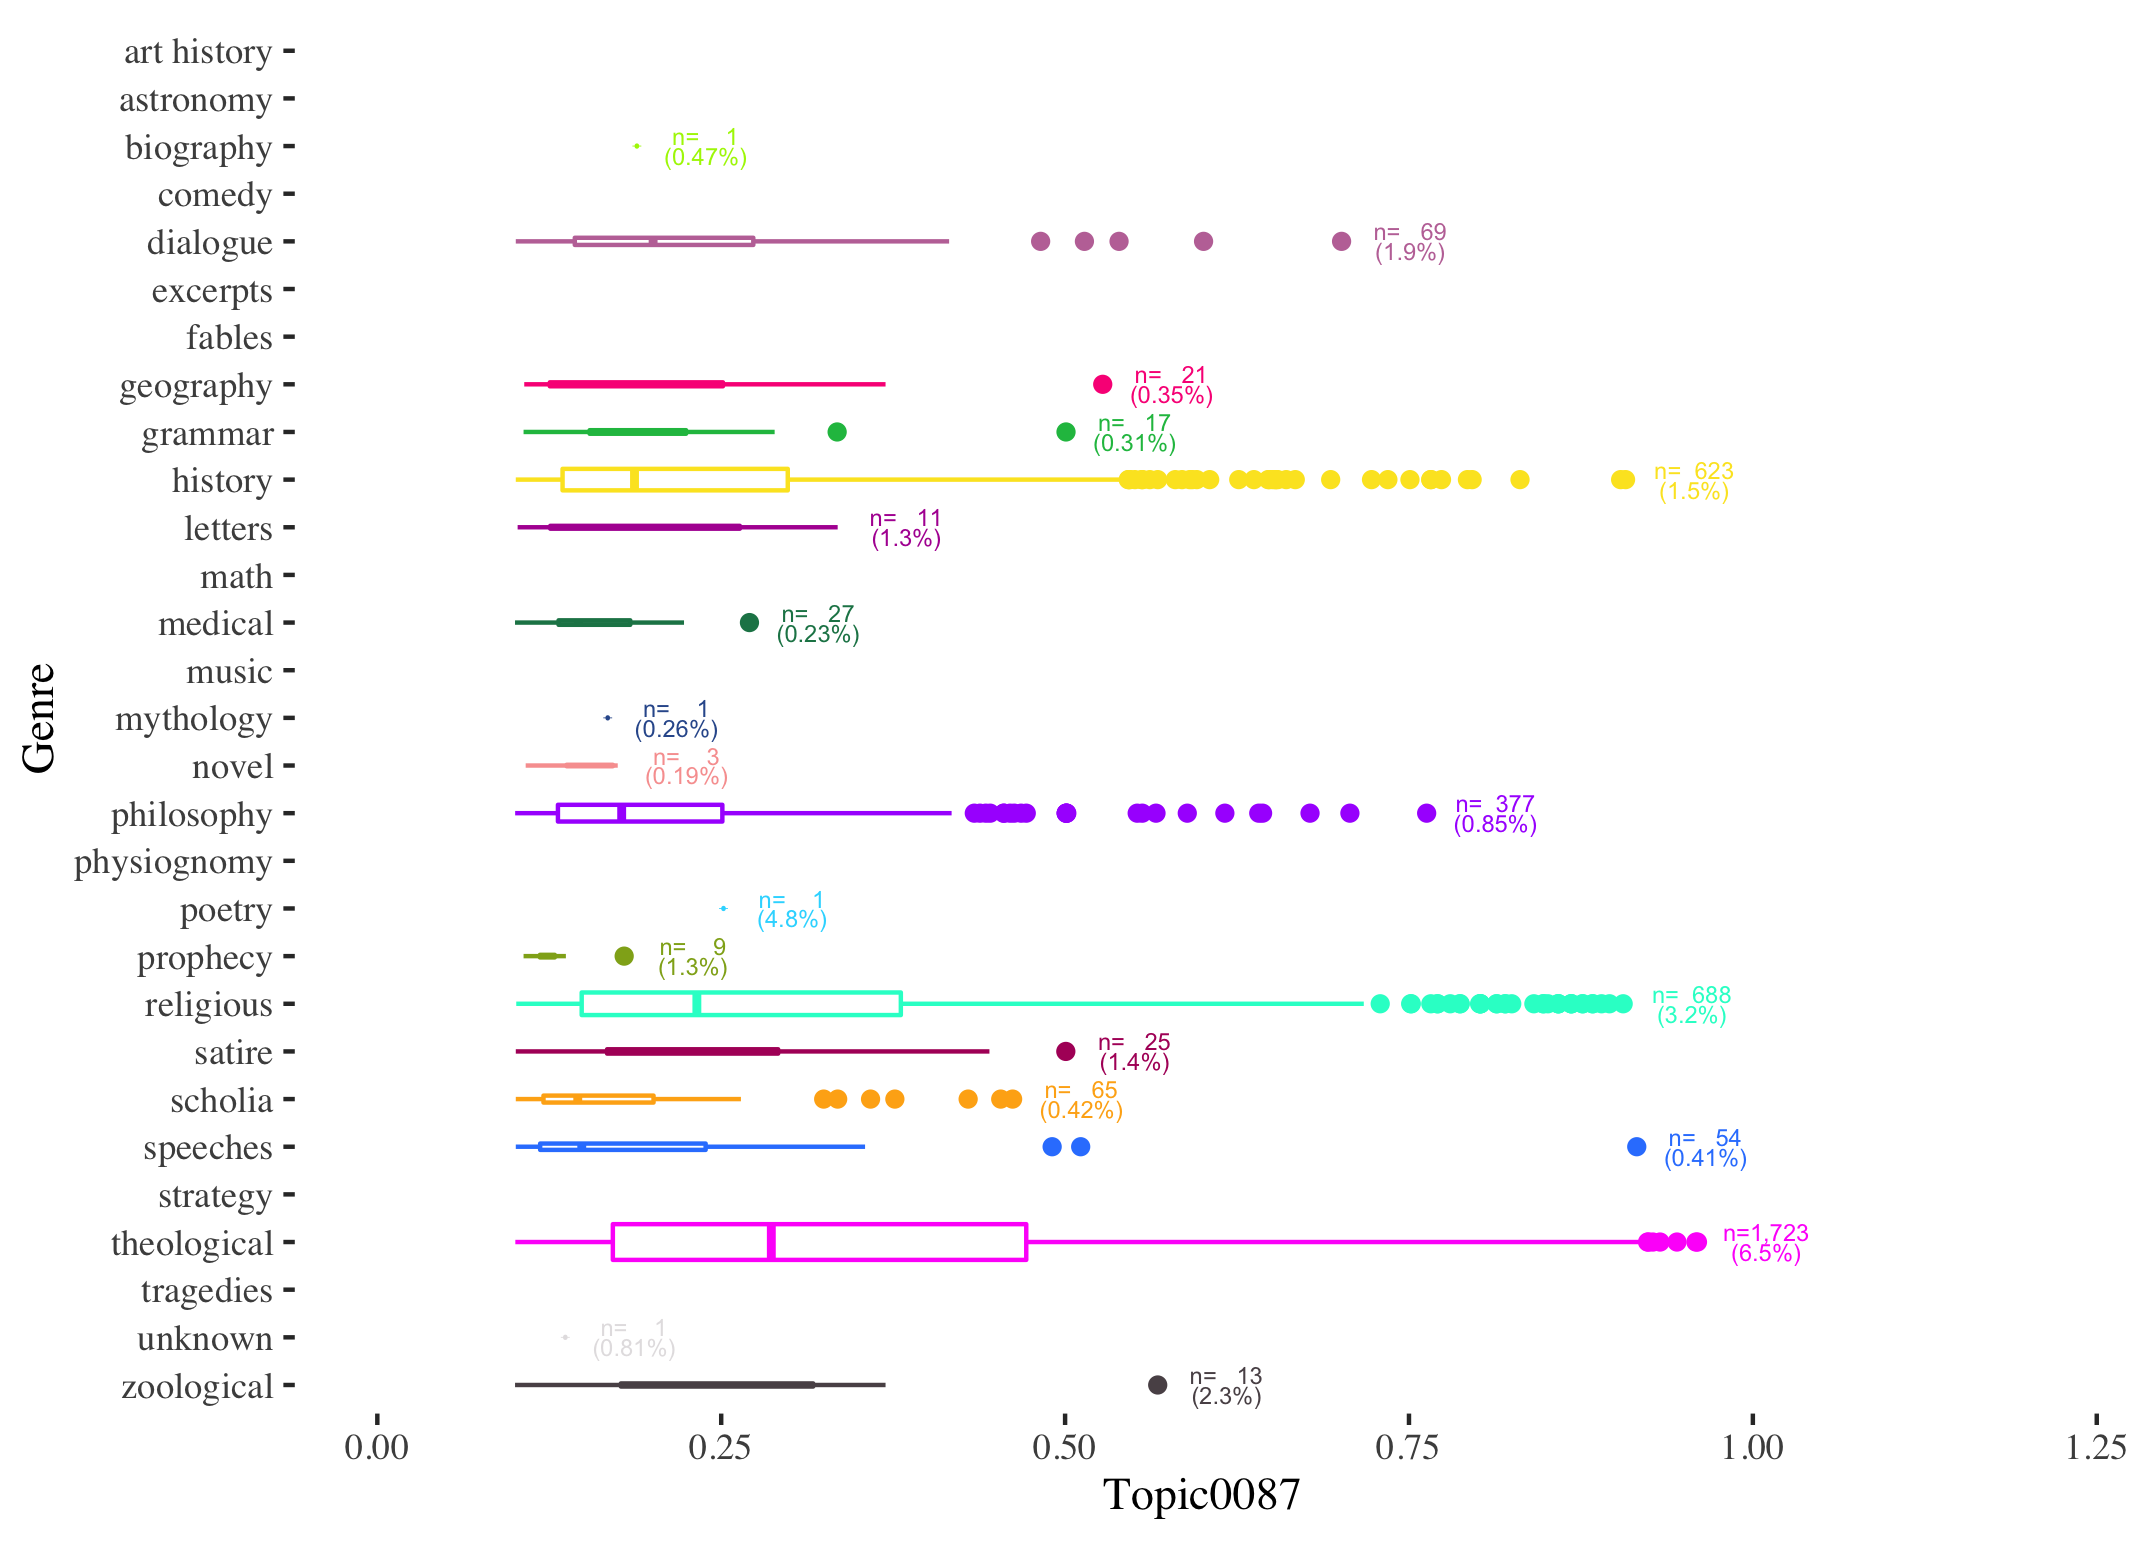 art history
astronomy
biography
n= 1
(0.47%)
comedy
dialogue
n= 69
(1.9%)
excerpts
fables
geography
n= 21
(0.35%)
grammar
n= 17
(0.31%)
history
n= 623
(1.5%)
letters
n= 11
(1.3%)
math
medical
n= 27
(0.23%)
music
mythology
n= 1
(0.26%)
novel
n= 3
(0.19%)
philosophy
n= 377
(0.85%)
physiognomy
poetry
n= 1
(4.8%)
prophecy
n= 9
(1.3%)
religious
n= 688
(3.2%)
satire
n= 25
(1.4%)
scholia
n= 65
(0.42%)
speeches
n= 54
(0.41%)
strategy
theological
n=1,723
(6.5%)
tragedies
unknown
n= 1
(0.81%)
zoological
n= 13
(2.3%)
Genre
0.00 0.25 0.50 0.75 1.00 1.25
Topic0087